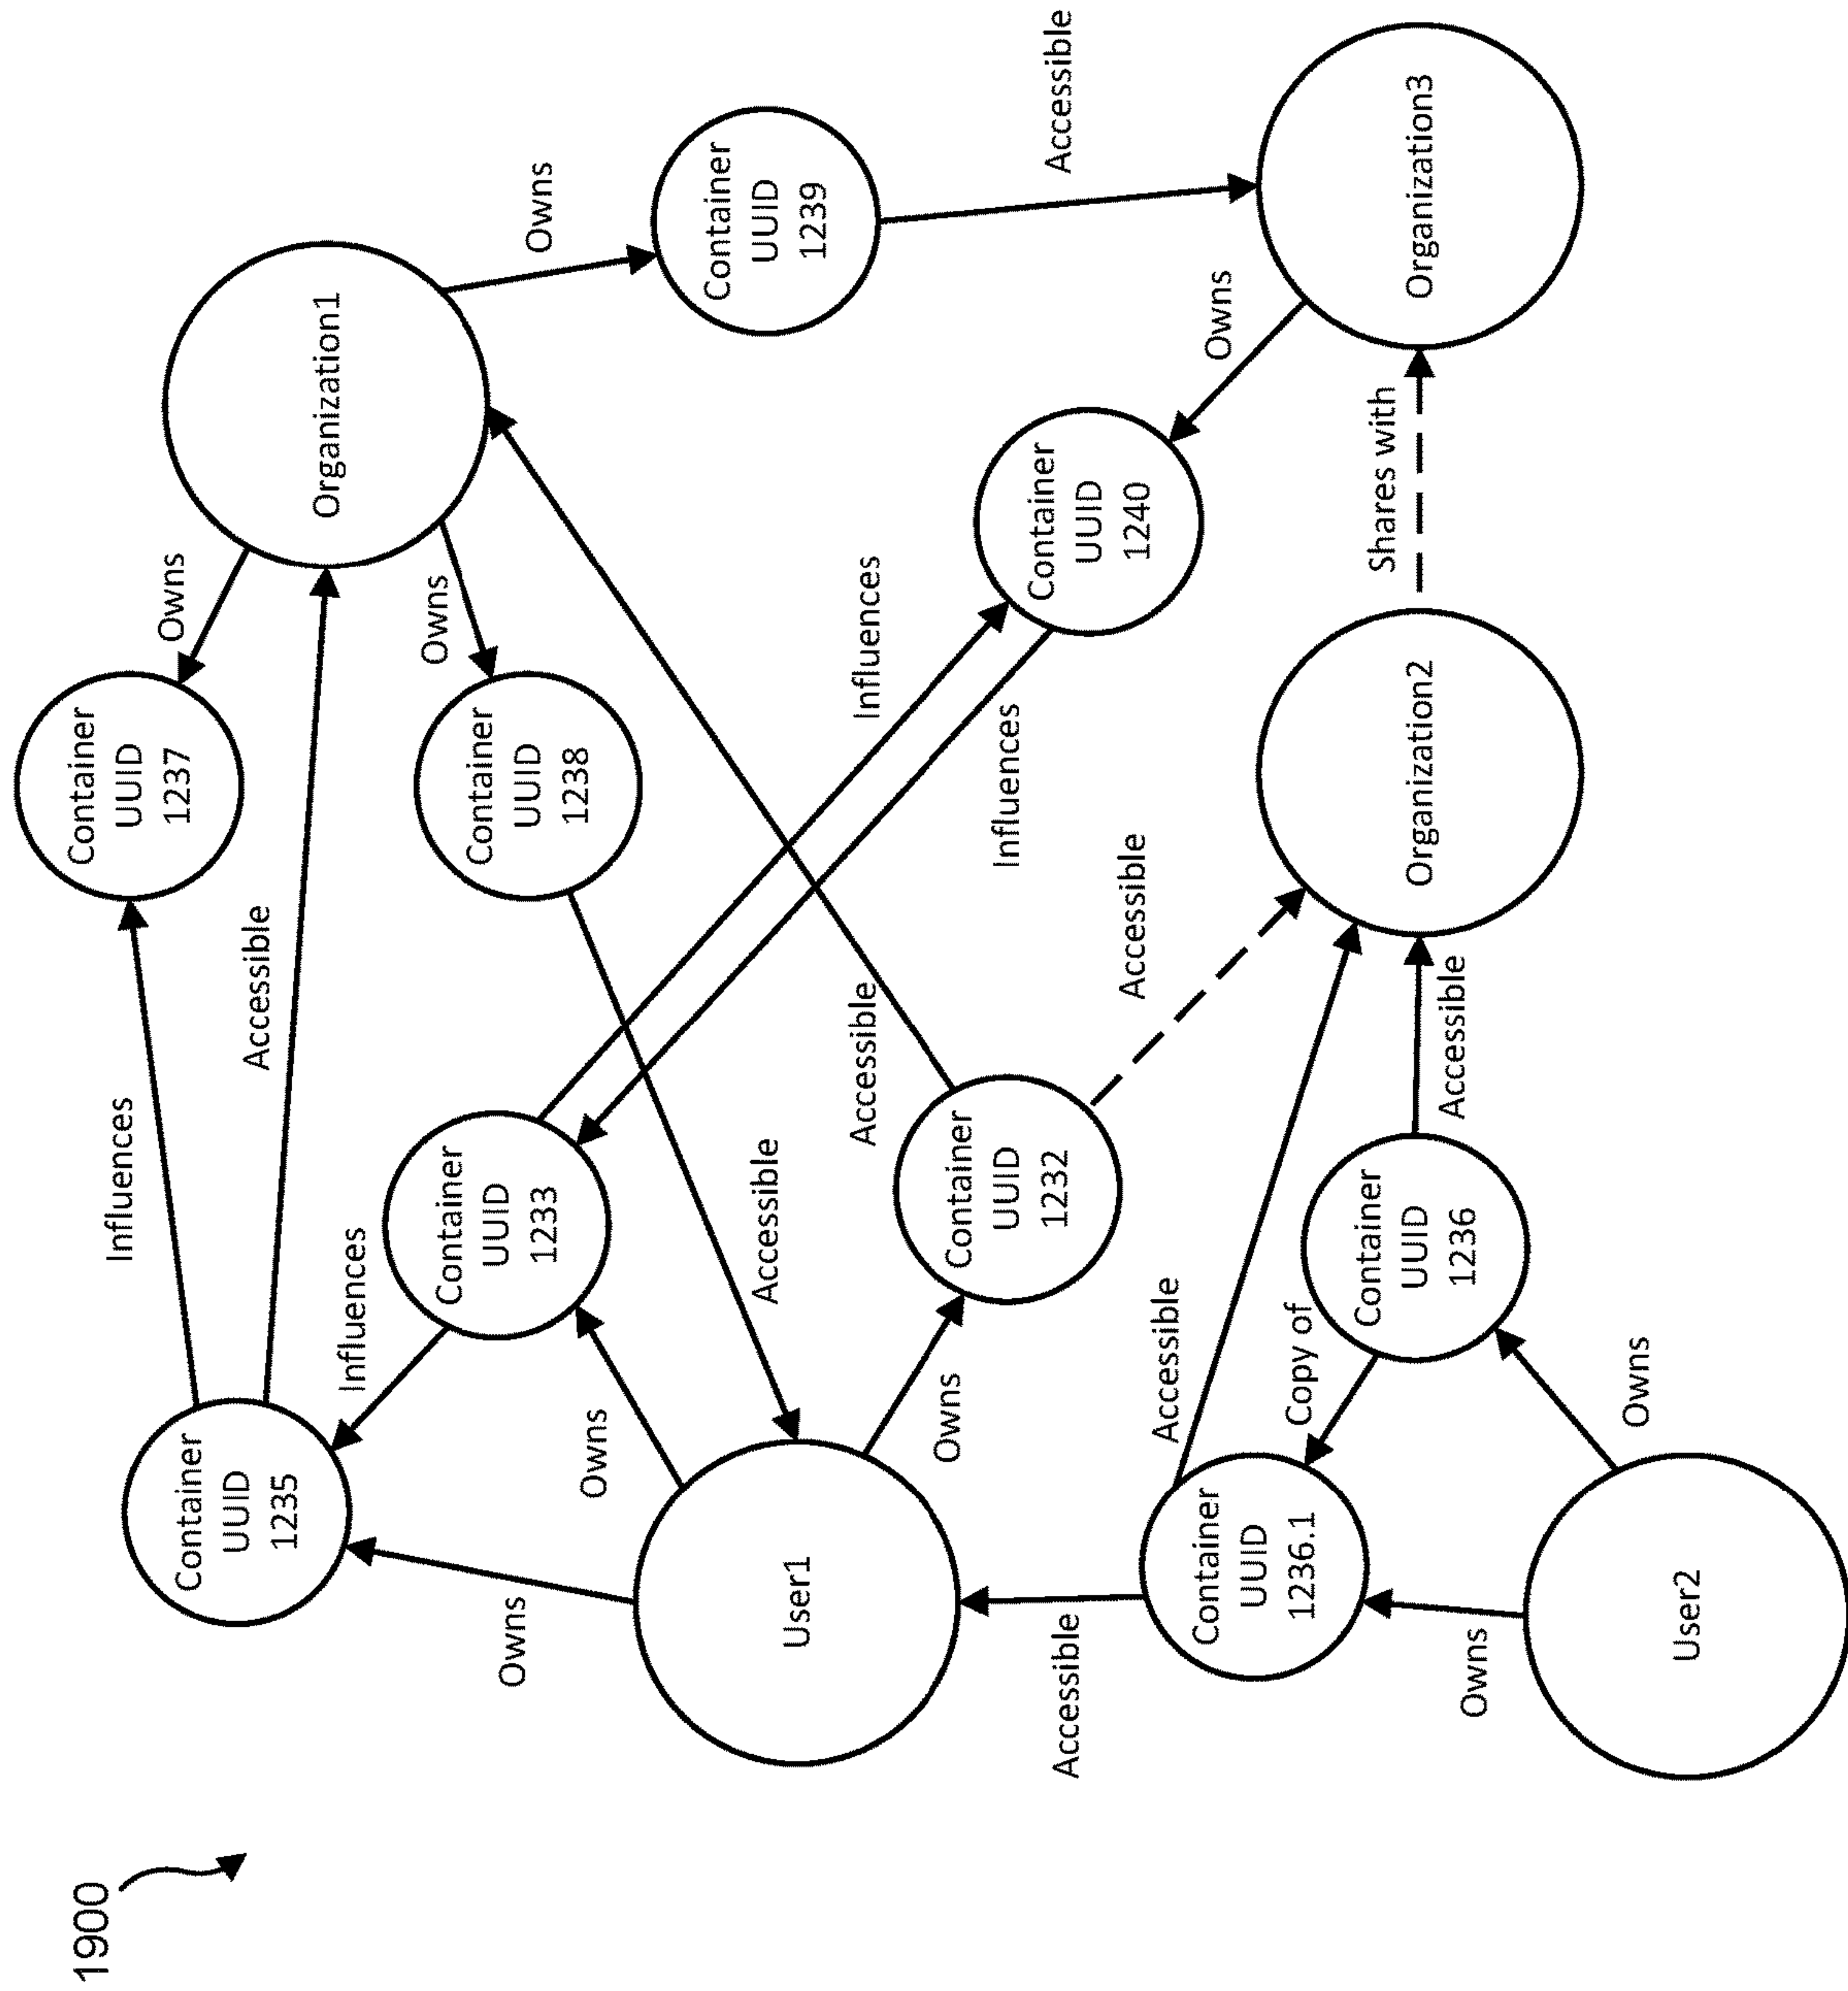 1900
Container
UUID
1237
Influences
Owns
Container
UUID
1235
Accessible
Organization1
Influences
Owns
Container
UUID
1233
Container
UUID
1238
Owns
Owns
Owns
Container
UUID
1239
Accessible
User1
Accessible
Influences
Owns
Container
UUID
1232
Influences
Container
UUID
1240
Accessible
Accessible
Accessible
Accessible
Container
UUID
1236.1
Owns
Copy of
Container
UUID
1236
Shares with
Organization2
Organization3
Accessible
Owns
Owns
User2